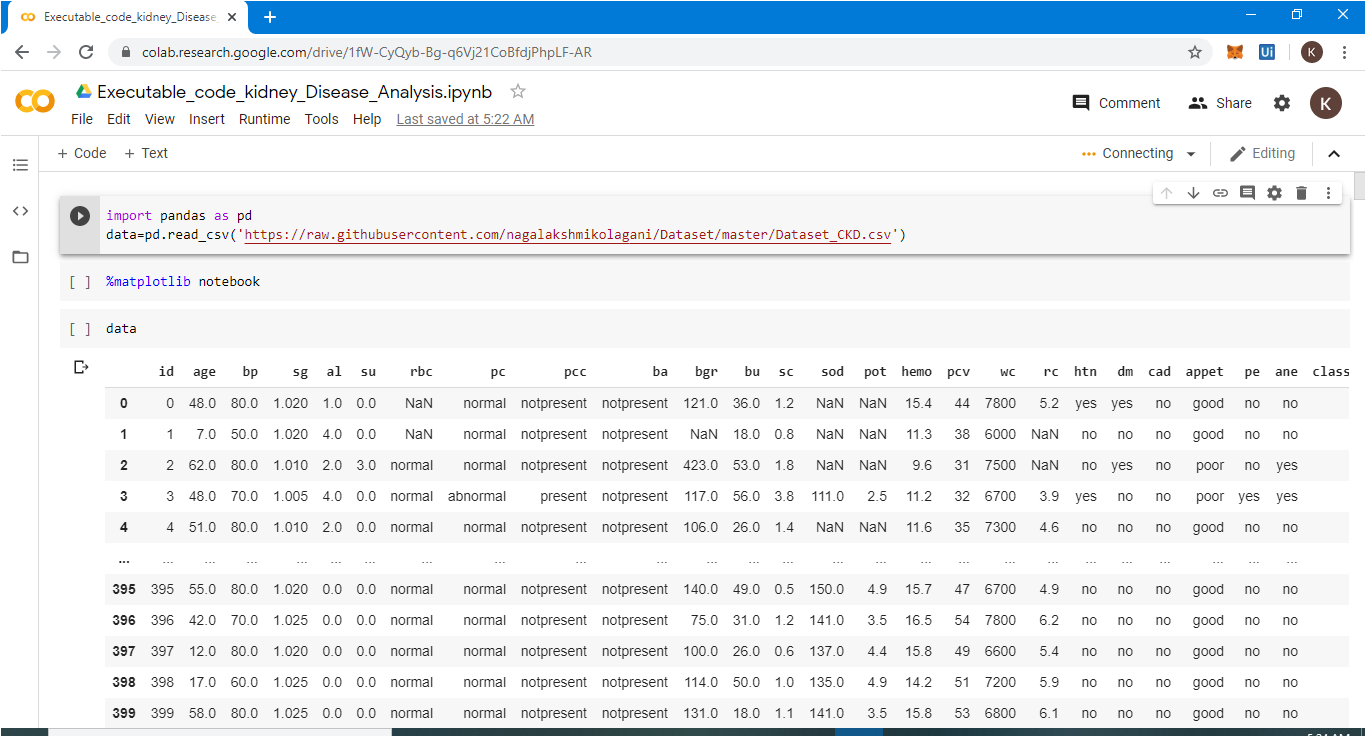 Executable_code_kidney_Disease
colab.research.google.com/drive/1fW-CyQyb-Bg-q6Vj21CoBfdjPhpLF-AR
Ui
K
Executable_code_kidney_Disease_Analysis.ipynb
File Edit View Insert Runtime Tools Help Last saved at 5:22 AM
Comment Share K
+ Code + Text
Connecting Editing
import pandas as pd
data=pd.read_csv('https://raw.githubusercontent.com/nagalakshmikolagani/Dataset/master/Dataset_CKD.csv')
[ ] %matplotlib notebook
[ ] data
id age bp sg al su rbc pc pcc ba bgr bu sc sod pot hemo pcv wc rc htn dm cad appet pe ane class
0 0 48.0 80.0 1.020 1.0 0.0 NaN normal notpresent notpresent 121.0 36.0 1.2 NaN NaN 15.4 44 7800 5.2 yes yes no good no no
1 1 7.0 50.0 1.020 4.0 0.0 NaN normal notpresent notpresent NaN 18.0 0.8 NaN NaN 11.3 38 6000 NaN no no no good no no
2 2 62.0 80.0 1.010 2.0 3.0 normal normal notpresent notpresent 423.0 53.0 1.8 NaN NaN 9.6 31 7500 NaN no yes no poor no yes
3 3 48.0 70.0 1.005 4.0 0.0 normal abnormal present notpresent 117.0 56.0 3.8 111.0 2.5 11.2 32 6700 3.9 yes no no poor yes yes
4 4 51.0 80.0 1.010 2.0 0.0 normal normal notpresent notpresent 106.0 26.0 1.4 NaN NaN 11.6 35 7300 4.6 no no no good no no
... ... ... ... ... ... ... ... ... ... ... ... ... ... ... ... ... ... ... ... ... ... ... ... ... ...
395 395 55.0 80.0 1.020 0.0 0.0 normal normal notpresent notpresent 140.0 49.0 0.5 150.0 4.9 15.7 47 6700 4.9 no no no good no no
396 396 42.0 70.0 1.025 0.0 0.0 normal normal notpresent notpresent 75.0 31.0 1.2 141.0 3.5 16.5 54 7800 6.2 no no no good no no
397 397 12.0 80.0 1.020 0.0 0.0 normal normal notpresent notpresent 100.0 26.0 0.6 137.0 4.4 15.8 49 6600 5.4 no no no good no no
398 398 17.0 60.0 1.025 0.0 0.0 normal normal notpresent notpresent 114.0 50.0 1.0 135.0 4.9 14.2 51 7200 5.9 no no no good no no
399 399 58.0 80.0 1.025 0.0 0.0 normal normal notpresent notpresent 131.0 18.0 1.1 141.0 3.5 15.8 53 6800 6.1 no no no good no no